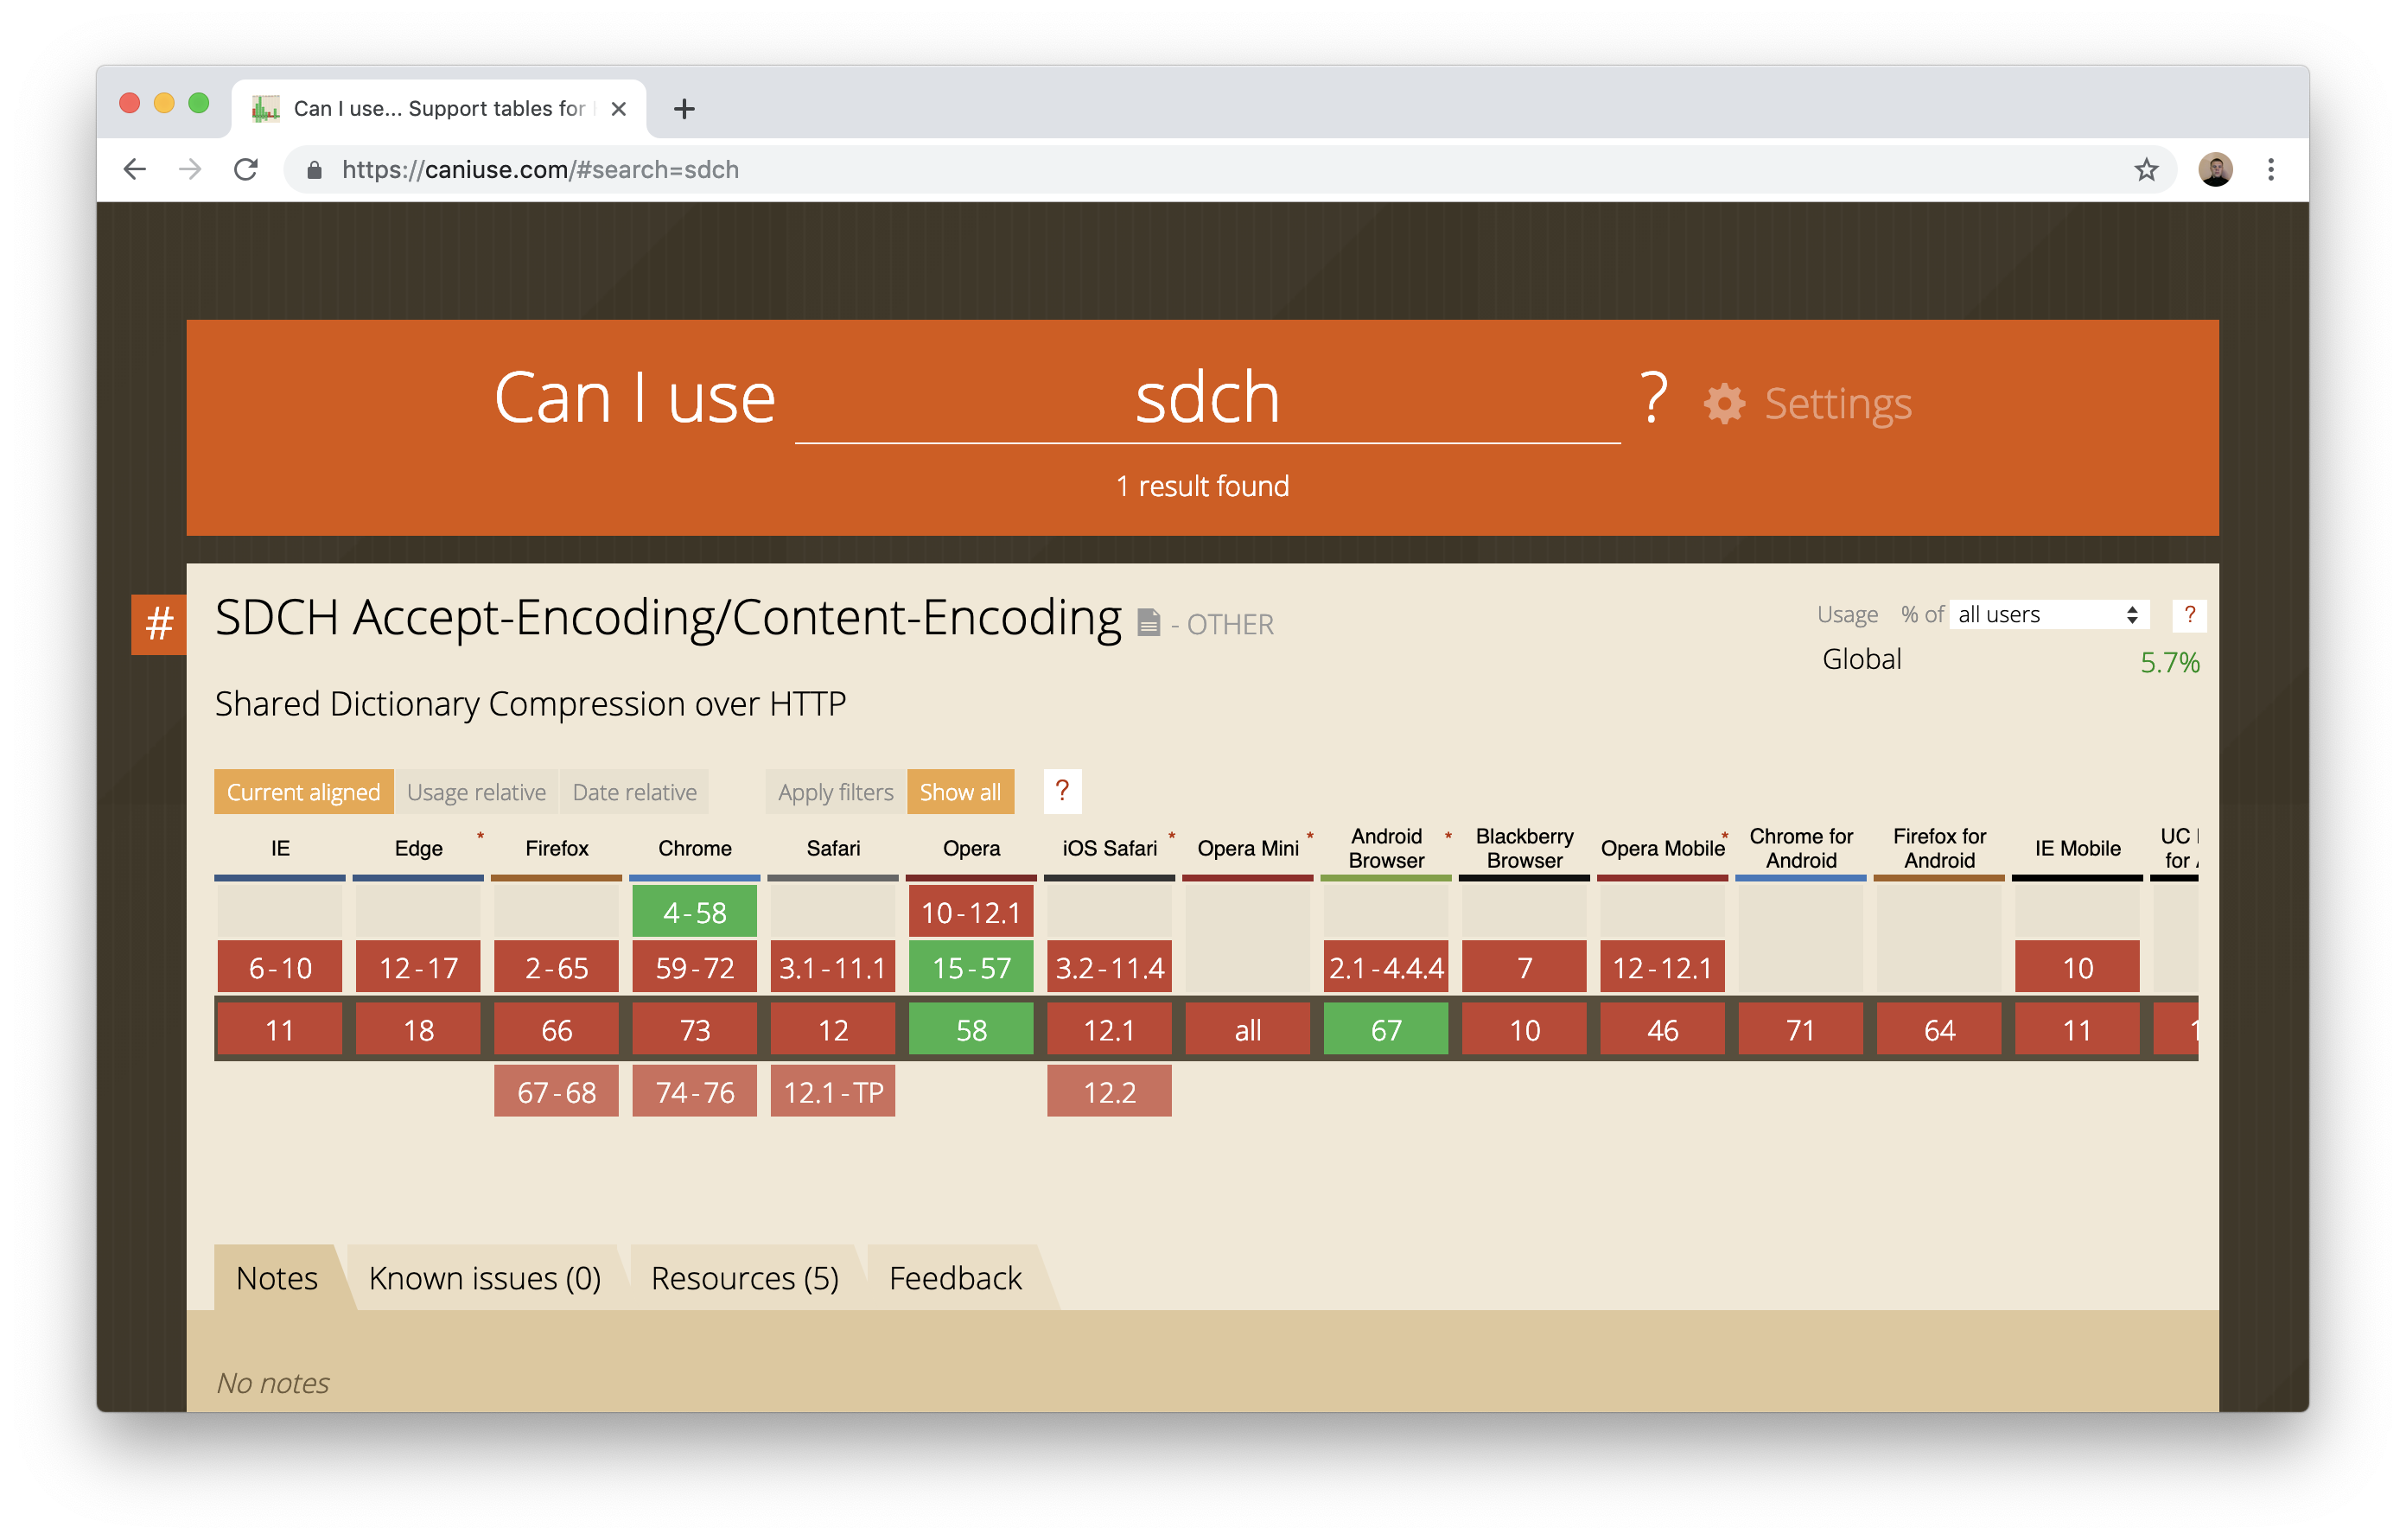 Can I use... Support tables for
https://caniuse.com/#search=sdch
Can I use sdch ? Settings
1 result found
# SDCH Accept-Encoding/Content-Encoding - OTHER
Usage % of all users ?
Global 5.7%
Shared Dictionary Compression over HTTP
Current aligned Usage relative Date relative Apply filters Show all ?
IE Edge * Firefox Chrome Safari Opera iOS Safari * Opera Mini * Android Browser * Blackberry Browser Opera Mobile * Chrome for Android Firefox for Android IE Mobile UC for
4-58 10-12.1
6-10 12-17 2-65 59-72 3.1-11.1 15-57 3.2-11.4 2.1-4.4.4 7 12-12.1 10
11 18 66 73 12 58 12.1 all 67 10 46 71 64 11
67-68 74-76 12.1-TP 12.2
Notes Known issues (0) Resources (5) Feedback
No notes